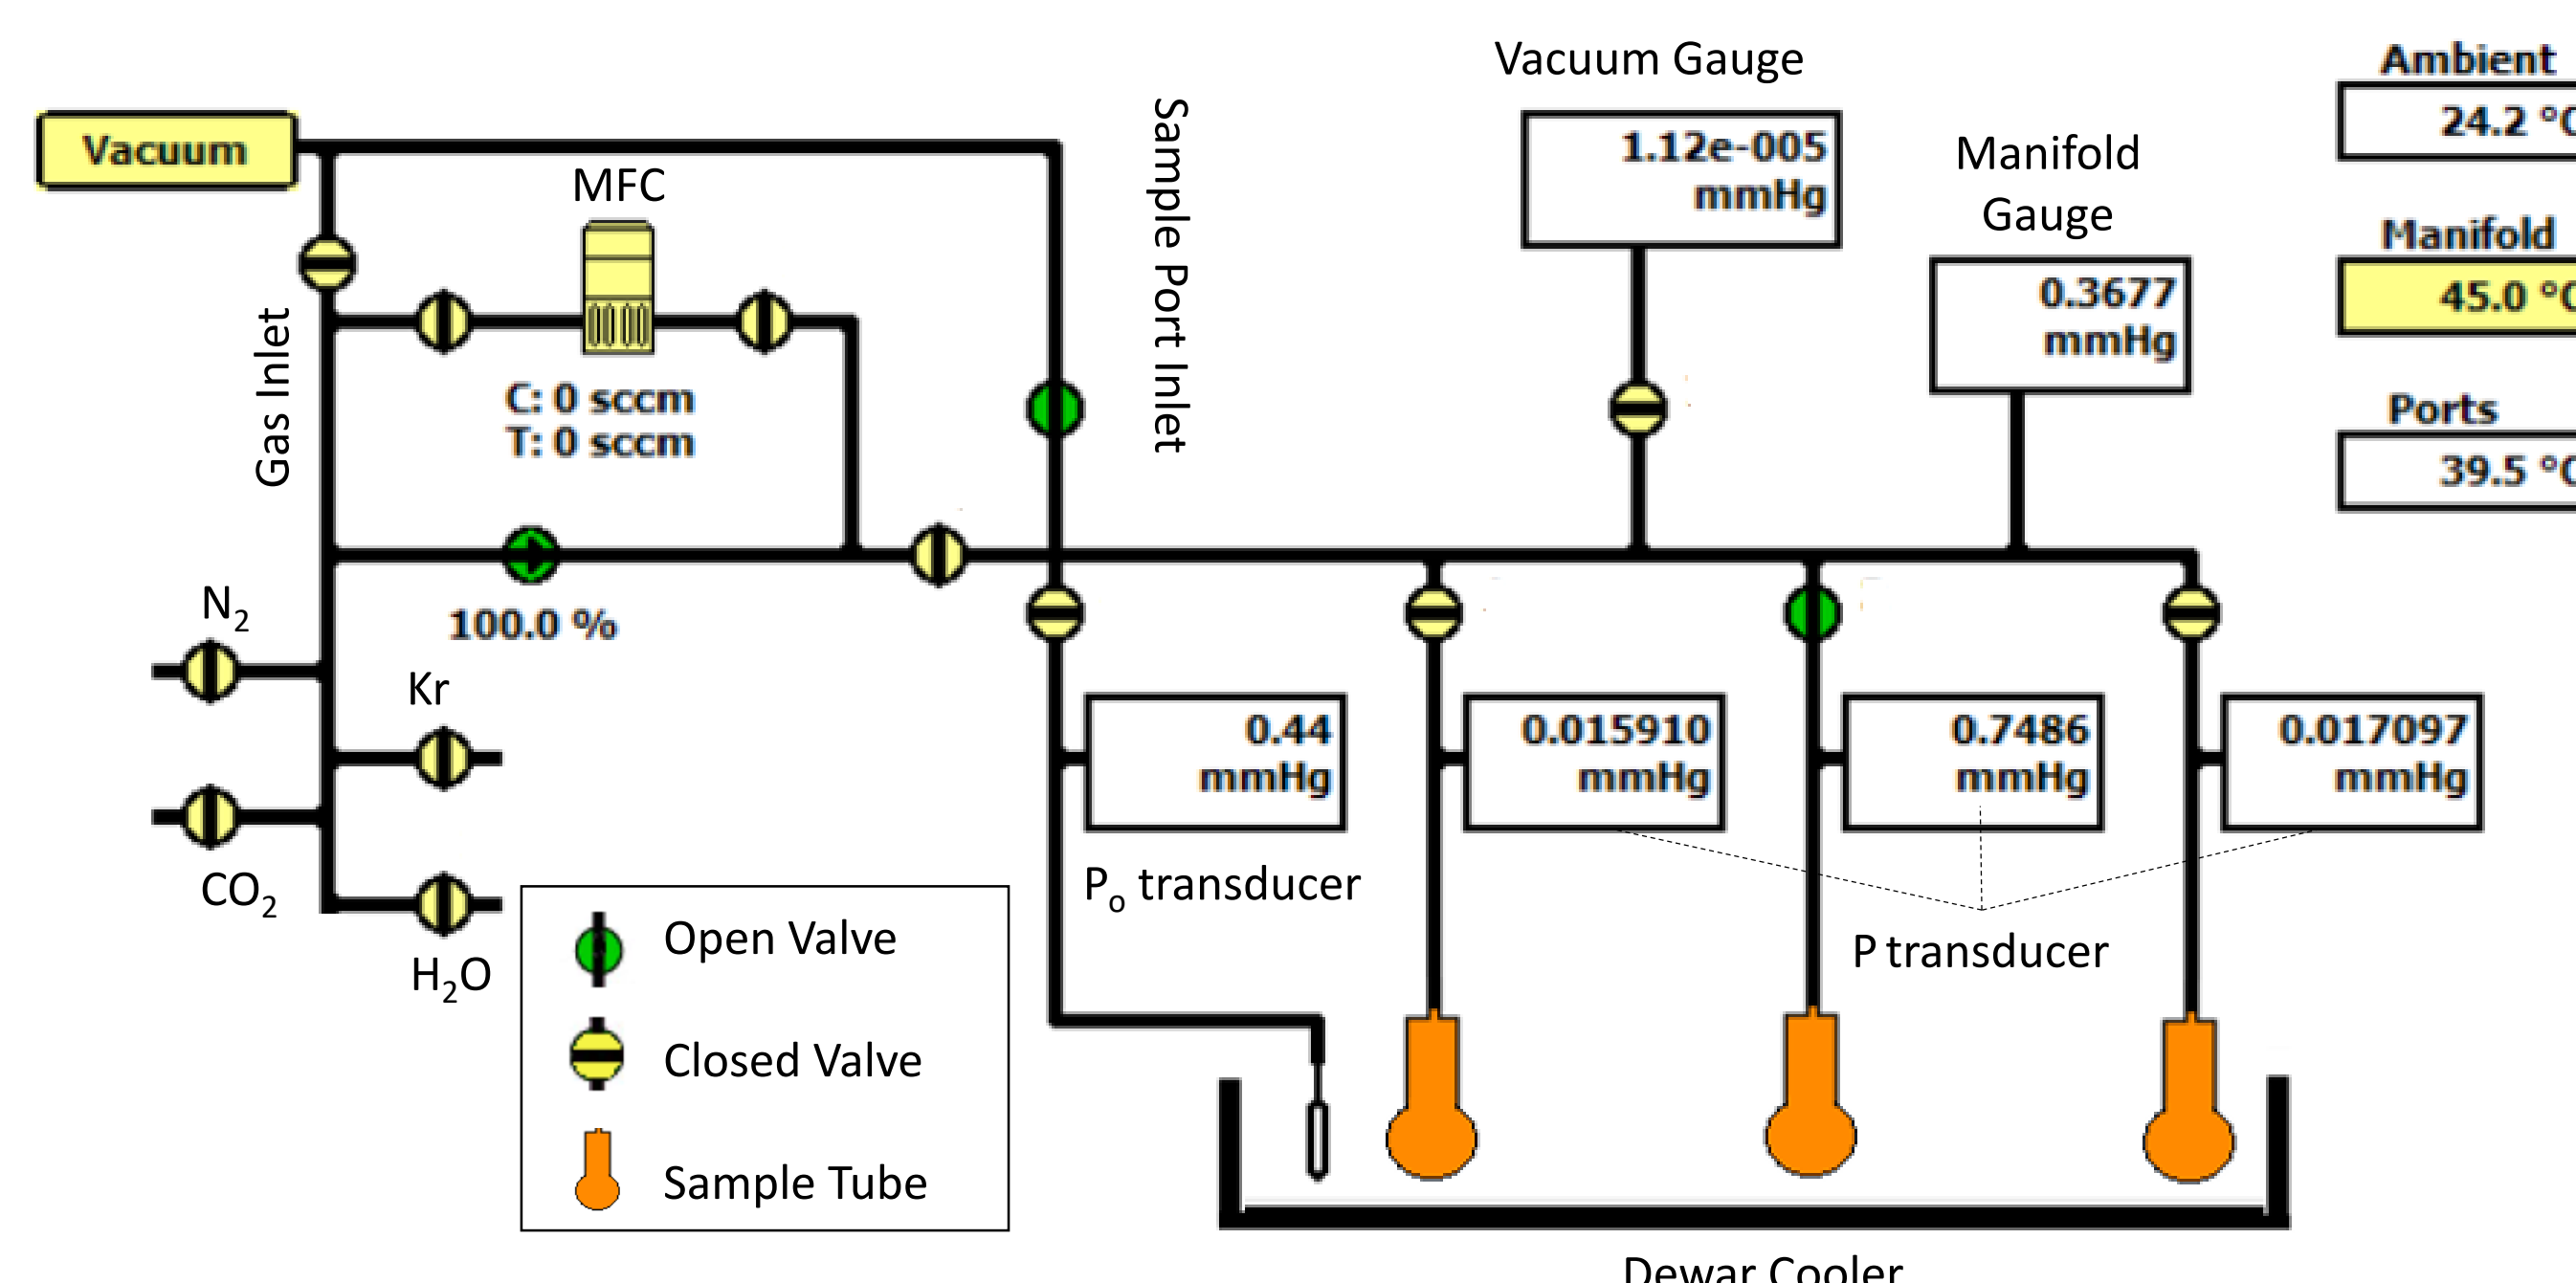 Vacuum Gauge
Ambient
24.2 °C
Vacuum
1.12e-005
mmHg
Manifold
Gauge
MFC
Sample Port Inlet
0.3677
mmHg
Manifold
45.0 °C
Gas Inlet
C: 0 sccm
T: 0 sccm
Ports
39.5 °C
N2
100.0 %
Kr
0.44
mmHg
0.015910
mmHg
0.7486
mmHg
0.017097
mmHg
CO2
H2O
Po transducer
P transducer
Open Valve
Closed Valve
Sample Tube
Dewar Cooler